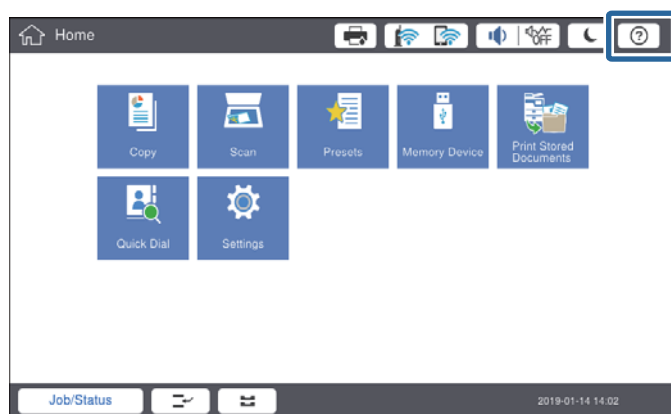 Home
OFF
?
Copy
Scan
Presets
Memory Device
Print Stored
Documents
Quick Dial
Settings
Job/Status
2019-01-14 14:02